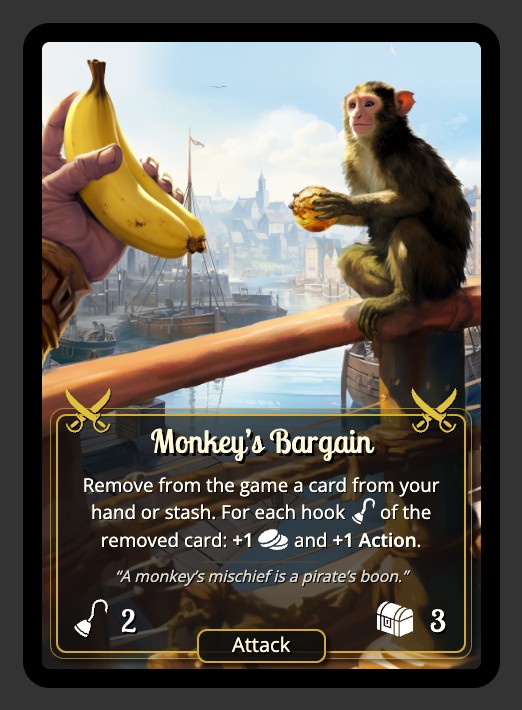 Monkey's Bargain
Remove from the game a card from your
hand or stash. For each hook of the
removed card: +1 and +1 Action.
"A monkey's mischief is a pirate's boon."
2
3
Attack